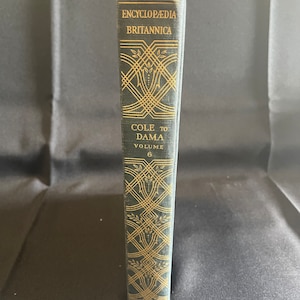 ENCYCLOPÆDIA
BRITANNICA
COLE TO
DAMA
VOLUME
6